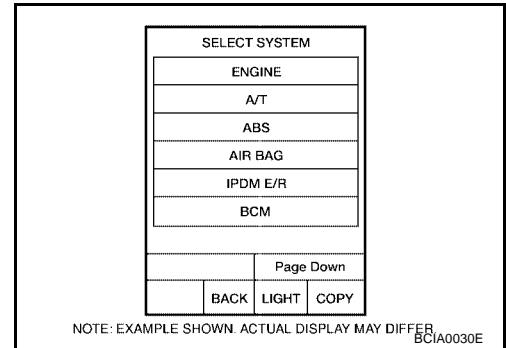 SELECT SYSTEM
ENGINE
A/T
ABS
AIR BAG
IPDM E/R
BCM
Page Down
BACK LIGHT COPY
NOTE: EXAMPLE SHOWN. ACTUAL DISPLAY MAY DIFFER.
BCIA0030E